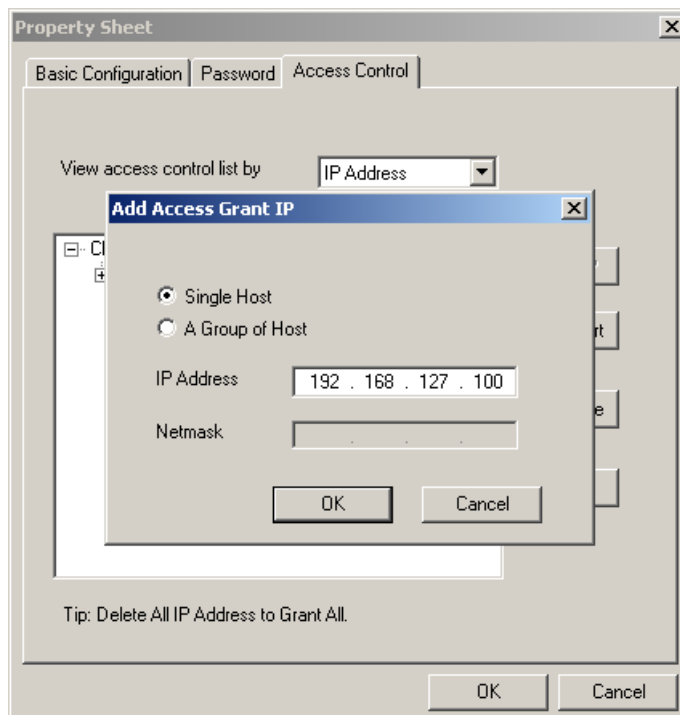 Property Sheet
Basic Configuration
Password
Access Control
View access control list by
IP Address
Add Access Grant IP
Single Host
A Group of Host
IP Address
192 . 168 . 127 . 100
Netmask
. . .
OK
Cancel
Tip: Delete All IP Address to Grant All.
OK
Cancel